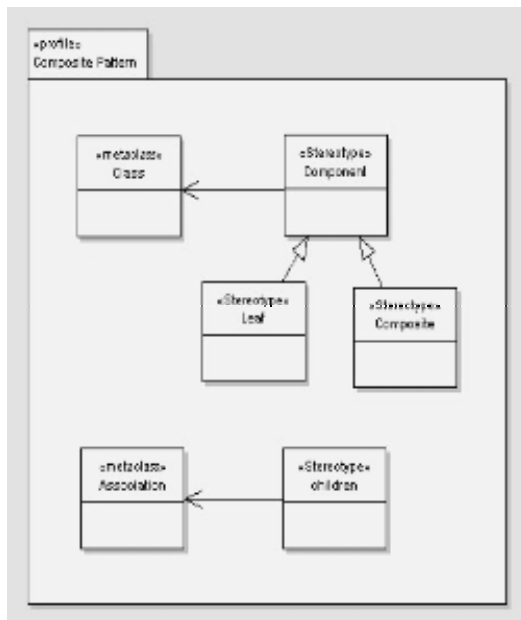 «profile»
Composite Pattern
«metaclass»
Class
«Stereotype»
Component
«Stereotype»
Leaf
«Stereotype»
Composite
«metaclass»
Association
«Stereotype»
children